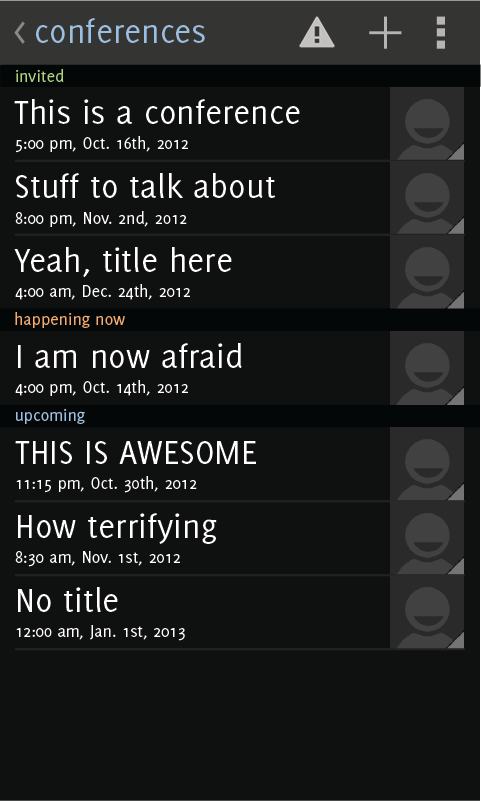 conferences
invited
This is a conference
5:00 pm, Oct. 16th, 2012
Stuff to talk about
8:00 pm, Nov. 2nd, 2012
Yeah, title here
4:00 am, Dec. 24th, 2012
happening now
I am now afraid
4:00 pm, Oct. 14th, 2012
upcoming
THIS IS AWESOME
11:15 pm, Oct. 30th, 2012
How terrifying
8:30 am, Nov. 1st, 2012
No title
12:00 am, Jan. 1st, 2013